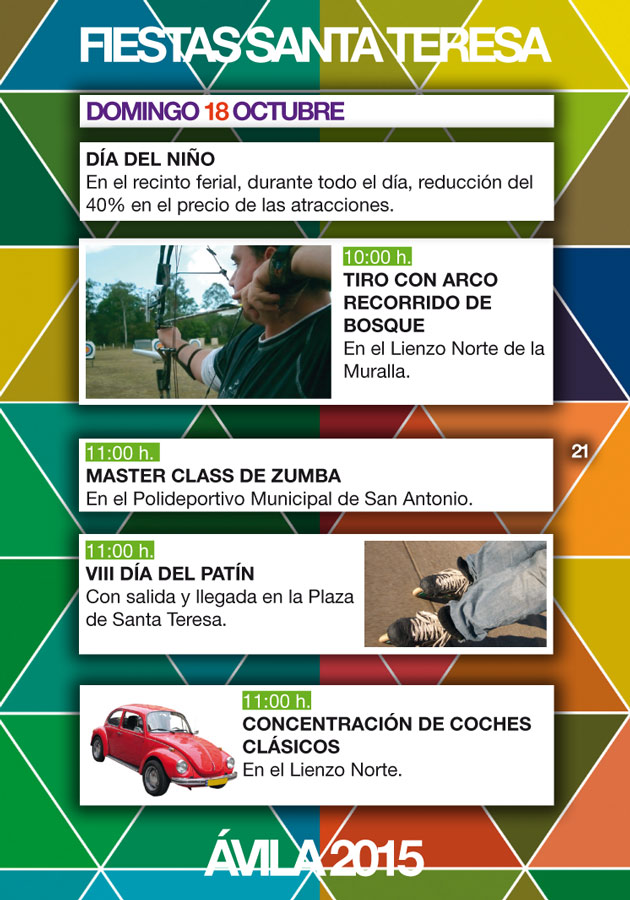 FIESTAS SANTA TERESA
DOMINGO 18 OCTUBRE
DÍA DEL NIÑO
En el recinto ferial, durante todo el día, reducción del
40% en el precio de las atracciones.
10:00 h.
TIRO CON ARCO
RECORRIDO DE
BOSQUE
En el Lienzo Norte de la
Muralla.
11:00 h.
MASTER CLASS DE ZUMBA
En el Polideportivo Municipal de San Antonio.
21
11:00 h.
VIII DÍA DEL PATÍN
Con salida y llegada en la Plaza
de Santa Teresa.
11:00 h.
CONCENTRACIÓN DE COCHES
CLÁSICOS
En el Lienzo Norte.
ÁVILA 2015